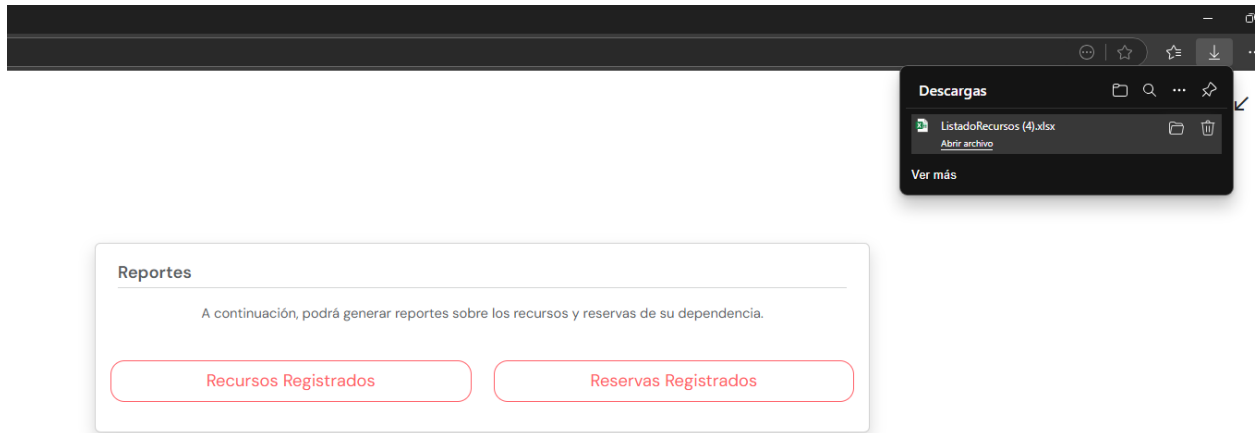 Descargas
ListadoRecursos (4).xlsx
Abrir archivo
Ver más
Reportes
A continuación, podrá generar reportes sobre los recursos y reservas de su dependencia.
Recursos Registrados
Reservas Registrados